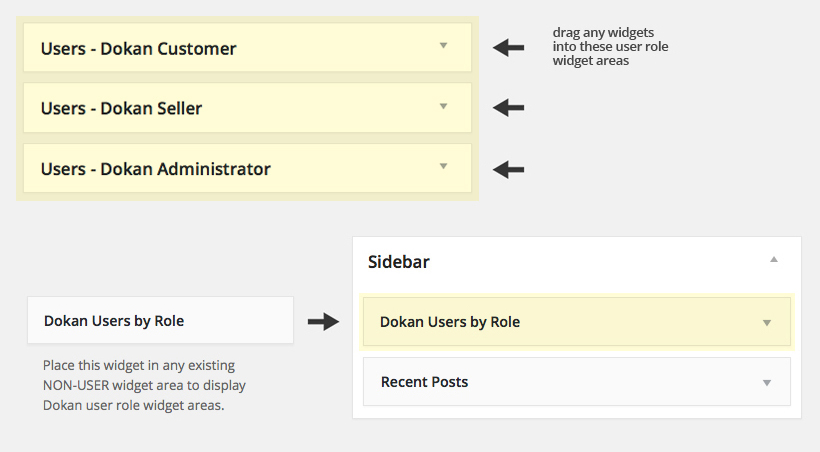 Users - Dokan Customer
drag any widgets
into these user role
widget areas
Users - Dokan Seller
Users - Dokan Administrator
Sidebar
Dokan Users by Role
Place this widget in any existing
NON-USER widget area to display
Dokan user role widget areas.
Dokan Users by Role
Recent Posts